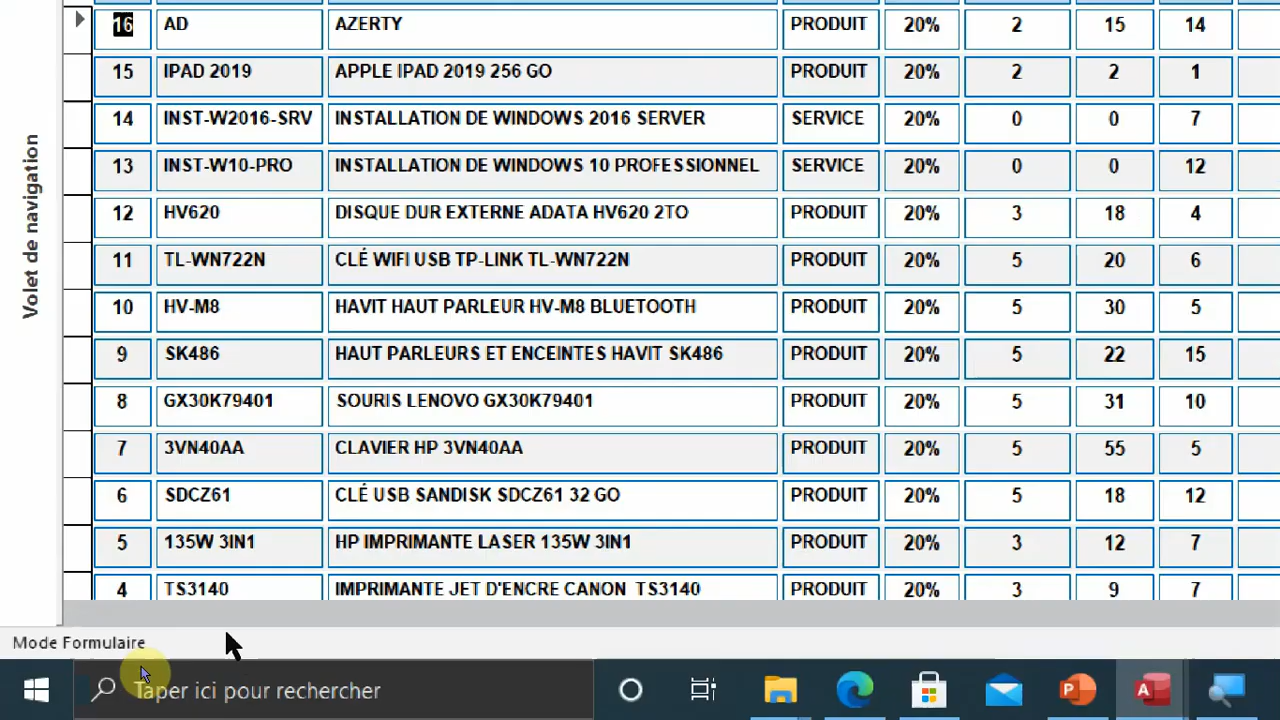 16 AD AZERTY PRODUIT 20% 2 15 14
15 IPAD 2019 APPLE IPAD 2019 256 GO PRODUIT 20% 2 2 1
14 INST-W2016-SRV INSTALLATION DE WINDOWS 2016 SERVER SERVICE 20% 0 0 7
13 INST-W10-PRO INSTALLATION DE WINDOWS 10 PROFESSIONNEL SERVICE 20% 0 0 12
12 HV620 DISQUE DUR EXTERNE ADATA HV620 2TO PRODUIT 20% 3 18 4
11 TL-WN722N CLÉ WIFI USB TP-LINK TL-WN722N PRODUIT 20% 5 20 6
10 HV-M8 HAVIT HAUT PARLEUR HV-M8 BLUETOOTH PRODUIT 20% 5 30 5
9 SK486 HAUT PARLEURS ET ENCEINTES HAVIT SK486 PRODUIT 20% 5 22 15
8 GX30K79401 SOURIS LENOVO GX30K79401 PRODUIT 20% 5 31 10
7 3VN40AA CLAVIER HP 3VN40AA PRODUIT 20% 5 55 5
6 SDCZ61 CLÉ USB SANDISK SDCZ61 32 GO PRODUIT 20% 5 18 12
5 135W 3IN1 HP IMPRIMANTE LASER 135W 3IN1 PRODUIT 20% 3 12 7
4 TS3140 IMPRIMANTE JET D'ENCRE CANON TS3140 PRODUIT 20% 3 9 7
Volet de navigation
Mode Formulaire
Taper ici pour rechercher